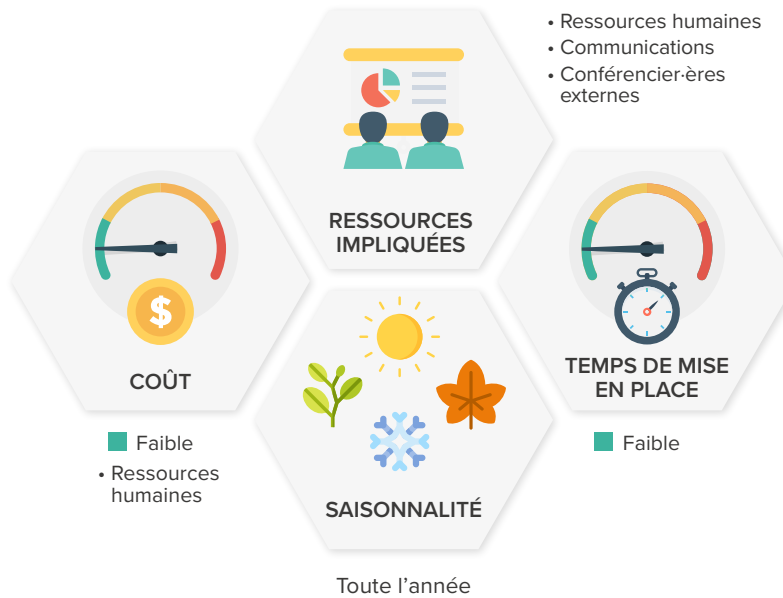 • Ressources humaines
• Communications
• Conférencier·ères
externes
RESSOURCES
IMPLIQUÉES
$
COÛT
Faible
• Ressources
humaines
TEMPS DE MISE
EN PLACE
Faible
SAISONNALITÉ
Toute l’année